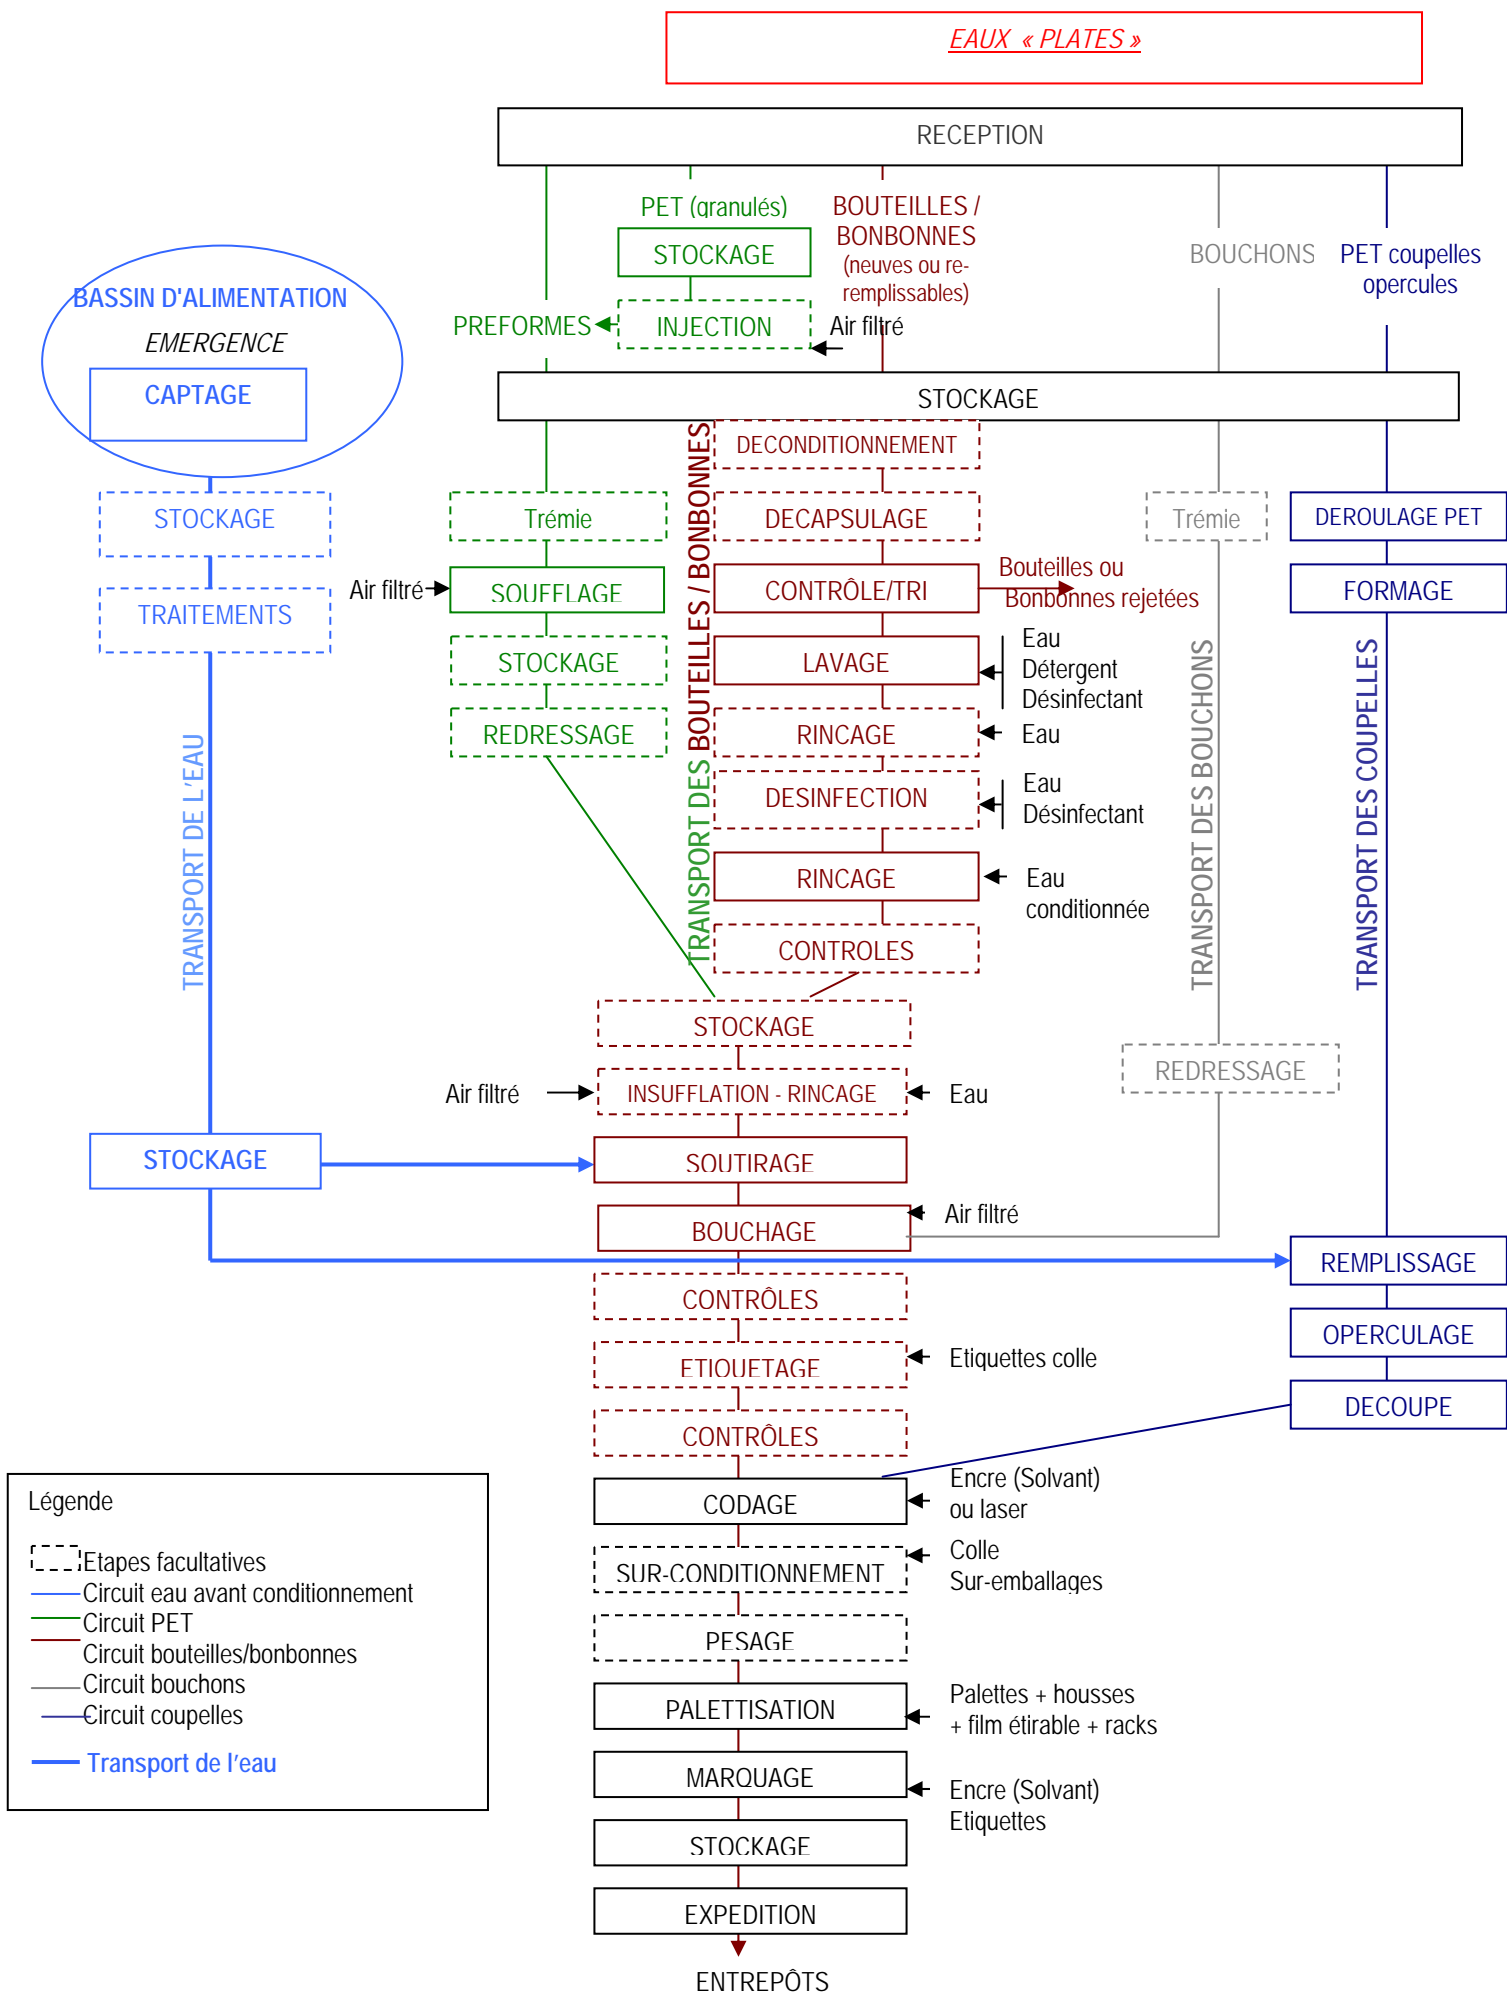 EAUX « PLATES »
RECEPTION
PET (granulés)
STOCKAGE
INJECTION
PREFORMES
Air filtré
BOUTEILLES /
BONBONNES
(neuves ou re-
remplissables)
BOUCHONS
PET coupelles
opercules
BASSIN D'ALIMENTATION
EMERGENCE
CAPTAGE
STOCKAGE
TRAITEMENTS
TRANSPORT DE L'EAU
STOCKAGE
STOCKAGE
Trémie
Air filtré
SOUFFLAGE
STOCKAGE
REDRESSAGE
TRANSPORT DES BOUTEILLES / BONBONNES
DECONDITIONNEMENT
DECAPSULAGE
CONTRÔLE/TRI
Bouteilles ou
Bonbonnes rejetées
LAVAGE
Eau
Détergent
Désinfectant
RINCAGE
Eau
DESINFECTION
Eau
Désinfectant
RINCAGE
Eau
conditionnée
CONTROLES
Trémie
TRANSPORT DES BOUCHONS
REDRESSAGE
DEROULAGE PET
FORMAGE
TRANSPORT DES COUPELLES
REMPLISSAGE
OPERCULAGE
DECOUPE
STOCKAGE
Air filtré
INSUFFLATION - RINCAGE
Eau
SOUTIRAGE
BOUCHAGE
Air filtré
CONTRÔLES
ETIQUETAGE
Etiquettes colle
CONTRÔLES
CODAGE
Encre (Solvant)
ou laser
SUR-CONDITIONNEMENT
Colle
Sur-emballages
PESAGE
PALETTISATION
Palettes + housses
+ film étirable + racks
MARQUAGE
Encre (Solvant)
Etiquettes
STOCKAGE
EXPEDITION
ENTREPÔTS
Légende
Etapes facultatives
Circuit eau avant conditionnement
Circuit PET
Circuit bouteilles/bonbonnes
Circuit bouchons
Circuit coupelles
Transport de l'eau